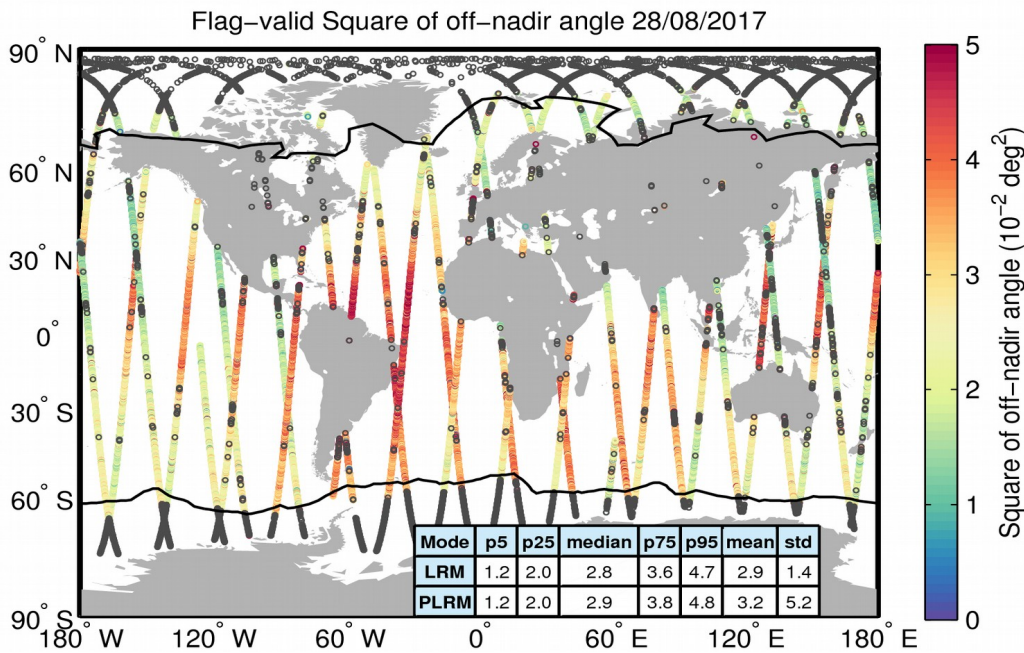 Flag−valid Square of off−nadir angle 28/08/2017
90° N
60° N
30° N
0°
30° S
60° S
90° S
180° W
120° W
60° W
0°
60° E
120° E
180° E
Mode p5 p25 median p75 p95 mean std
LRM 1.2 2.0 2.8 3.6 4.7 2.9 1.4
PLRM 1.2 2.0 2.9 3.8 4.8 3.2 5.2
5
4
3
2
1
0
Square of off−nadir angle (10⁻² deg²)